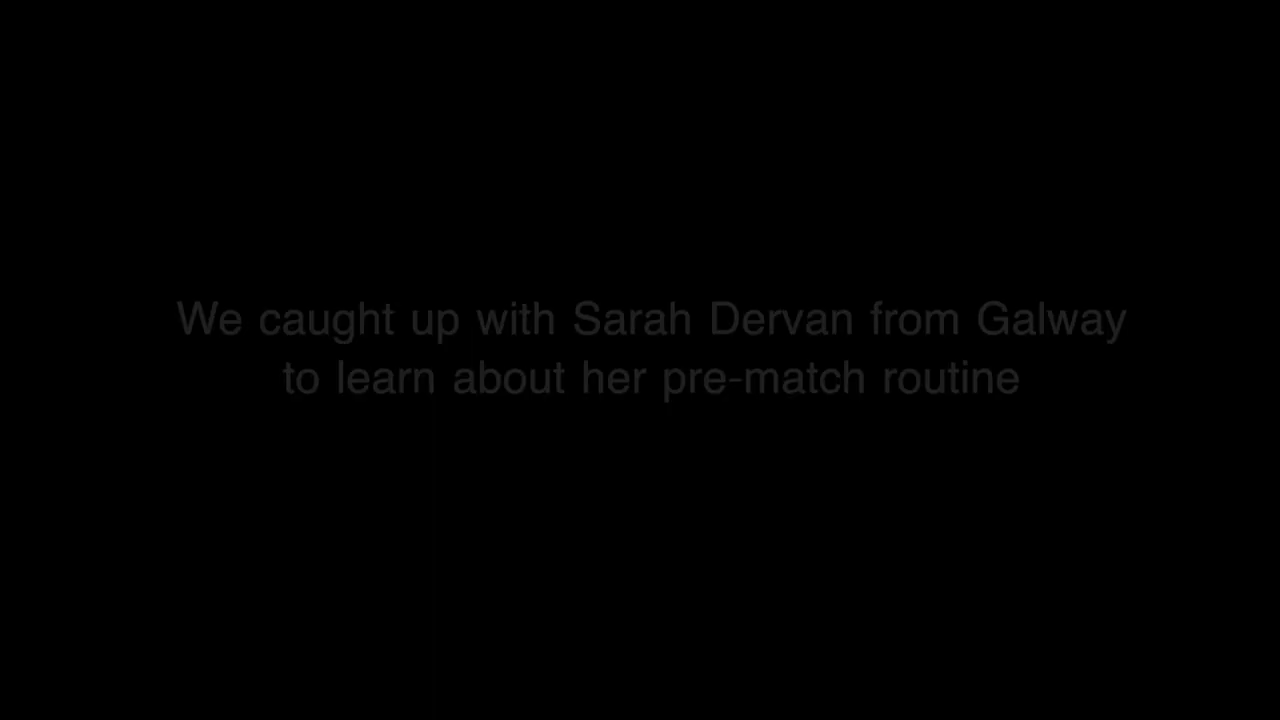 We caught up with Sarah Dervan from Galway
to learn about her pre-match routine